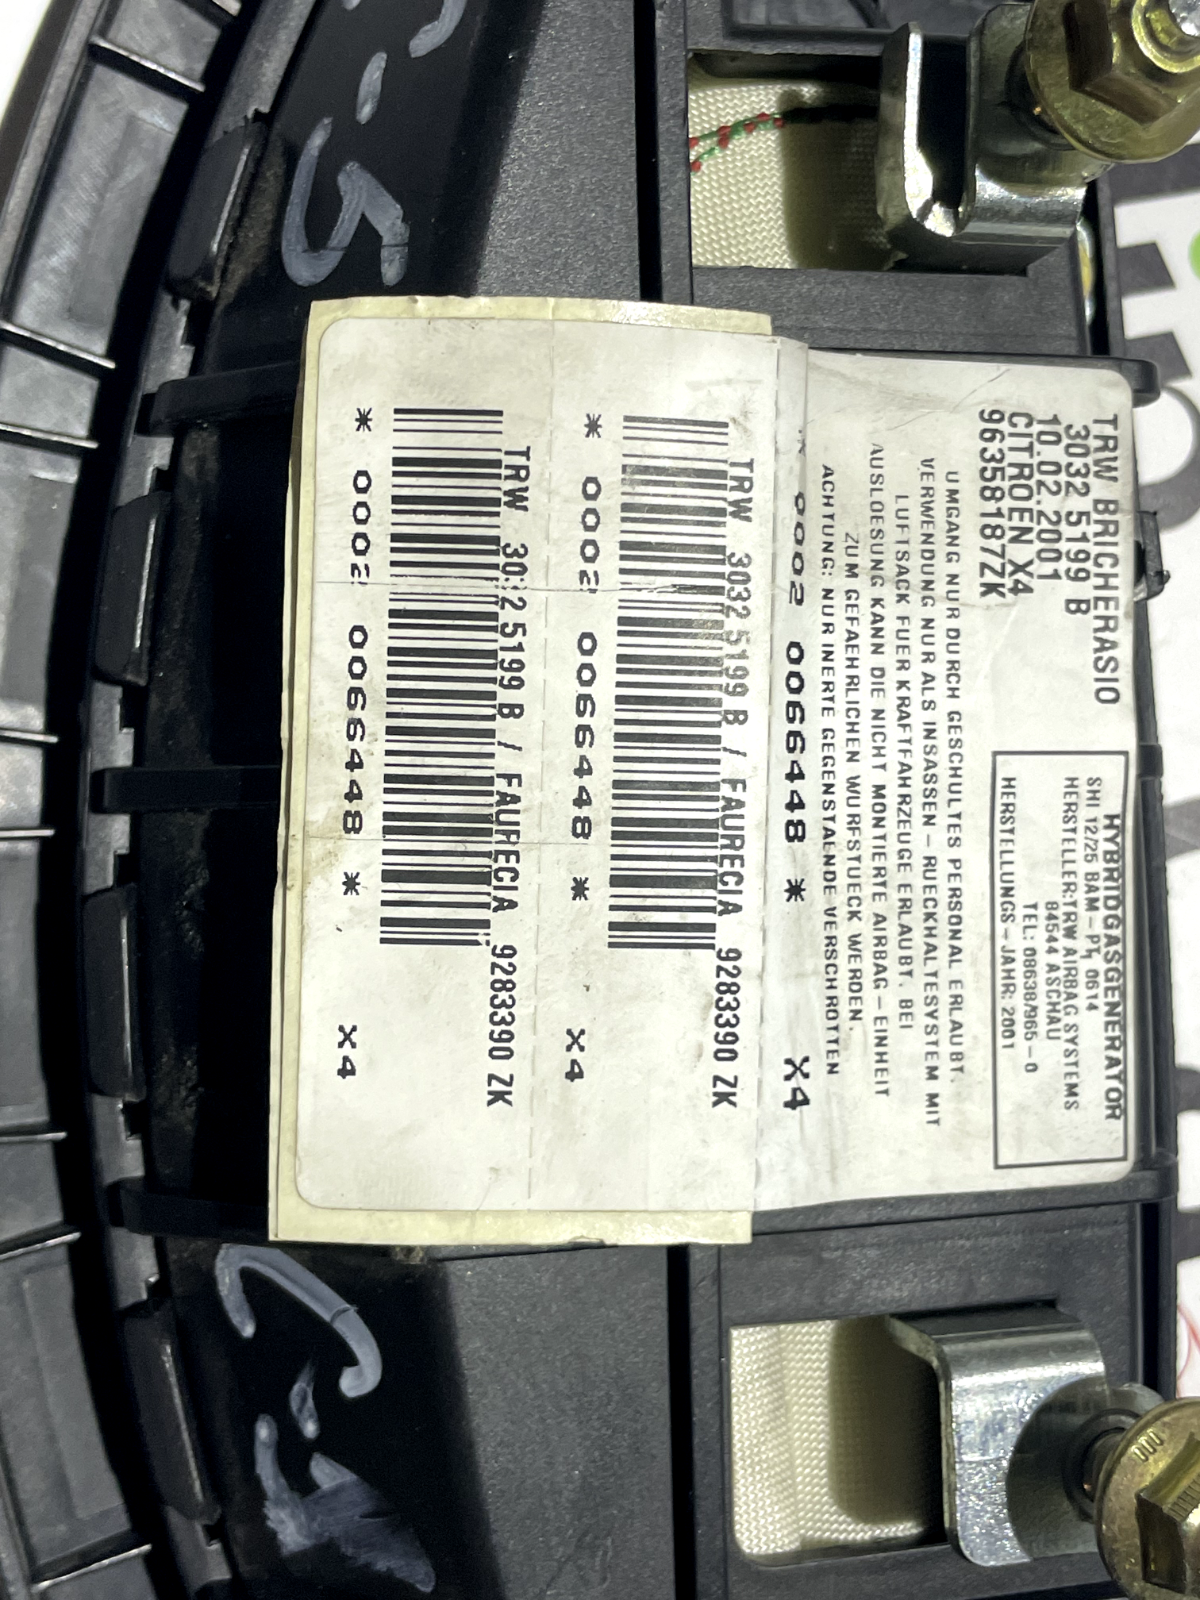 TRW BRICHERASIO
3032 5199 B
10.02.2001
CITROEN X4
96358187ZK
HYBRIDGASGENERATOR
SHI 12/25 BAM-PT, 0614
HERSTELLER:TRW AIRBAG SYSTEMS
84544 ASCHAU
TEL: 08638/965-0
HERSTELLUNGS-JAHR: 2001
UMGANG NUR DURCH GESCHULTES PERSONAL ERLAUBT.
VERWENDUNG NUR ALS INSASSEN-RUECKHALTESYSTEM MIT
LUFTSACK FUER KRAFTFAHRZEUGE ERLAUBT. BEI
AUSLOESUNG KANN DIE NICHT MONTIERTE AIRBAG-EINHEIT
ZUM GEFAEHRLICHEN WURFSTUECK WERDEN.
ACHTUNG: NUR INERTE GEGENSTAENDE VERSCHROTTEN
* 0002 0066448 * X4
TRW 3032 5199 B / FAURECIA 9283390 ZK
* 0002 0066448 * X4
TRW 3032 5199 B / FAURECIA 9283390 ZK
* 0002 0066448 * X4